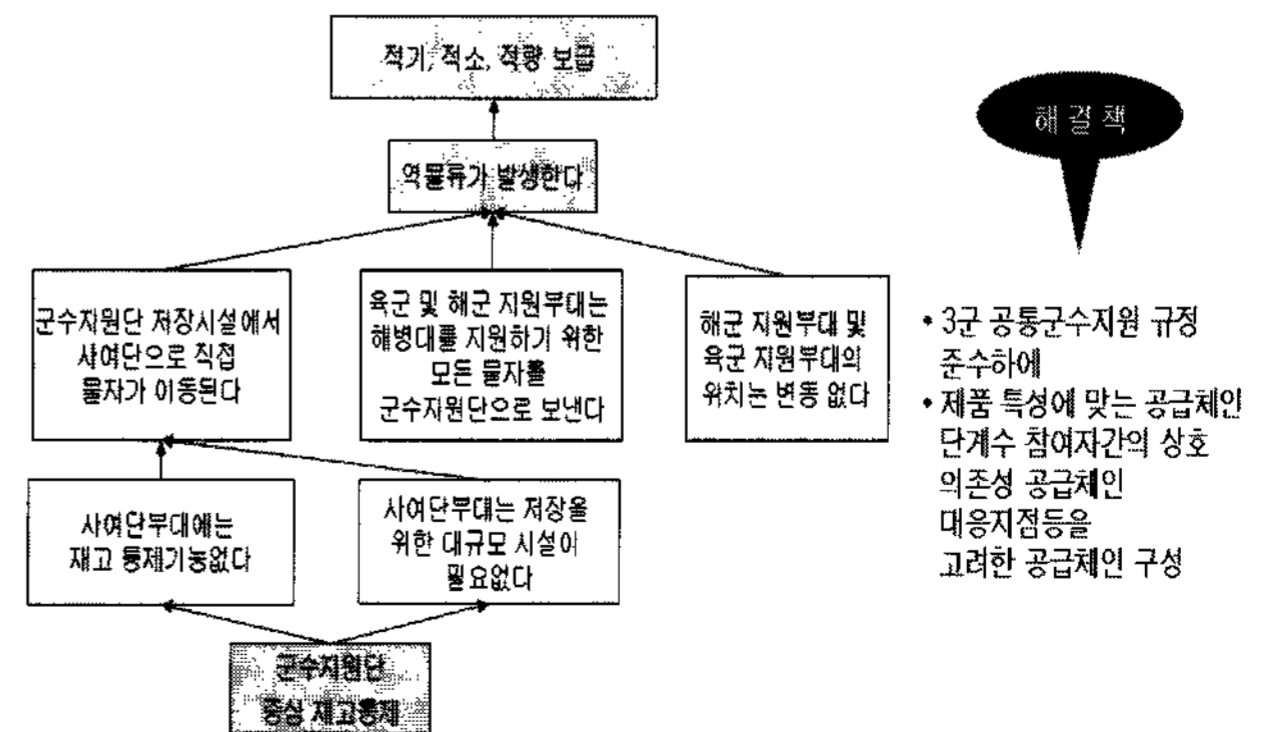 적기, 적소, 적량 보급
역물류가 발생한다
해 결 책
군수지원단 저장시설에서
사여단으로 직접
물자가 이동된다
육군 및 해군 지원부대는
해병대를 지원하기 위한
모든 물자를
군수지원단으로 보낸다
해군 지원부대 및
육군 지원부대의
위치는 변동 없다
• 3군 공통군수지원 규정
준수하에
• 제품 특성에 맞는 공급체인
단계수 참여자간의 상호
의존성 공급체인
대응지점등을
고려한 공급체인 구성
사여단부대에는
재고 통제기능없다
사여단부대는 저장을
위한 대규모 시설이
필요없다
군수지원단
중심 재고통제